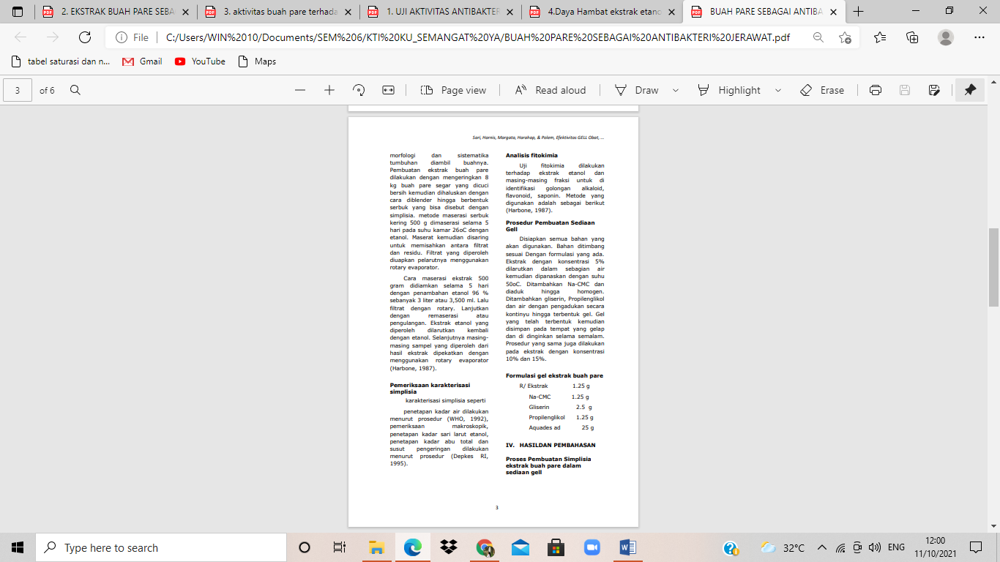 2. EKSTRAK BUAH PARE SEBA
3. aktivitas buah pare terhada
1. UJI AKTIVITAS ANTIBAKTER
4.Daya Hambat ekstrak etano
BUAH PARE SEBAGAI ANTIBA
File
C:/Users/WIN%2010/Documents/SEM%206/KTI%20KU_SEMANGAT%20YA/BUAH%20PARE%20SEBAGAI%20ANTIBAKTERI%20JERAWAT.pdf
tabel saturasi dan n...
Gmail
YouTube
Maps
3 of 6
Page view
Read aloud
Draw
Highlight
Erase
Sari, Harnis, Margata, Harahap, & Polem, Efektivitas GELL Obat, ...
morfologi dan sistematika
tumbuhan diambil buahnya.
Pembuatan ekstrak buah pare
dilakukan dengan mengeringkan 8
kg buah pare segar yang dicuci
bersih kemudian dihaluskan dengan
cara diblender hingga berbentuk
serbuk yang bisa disebut dengan
simplisia. metode maserasi serbuk
kering 500 g dimaserasi selama 5
hari pada suhu kamar 26oC dengan
etanol. Maserat kemudian disaring
untuk memisahkan antara filtrat
dan residu. Filtrat yang diperoleh
diuapkan pelarutnya menggunakan
rotary evaporator.
Cara maserasi ekstrak 500
gram didiamkan selama 5 hari
dengan penambahan etanol 96 %
sebanyak 3 liter atau 3,500 ml. Lalu
filtrat dengan rotary. Lanjutkan
dengan remaserasi atau
pengulangan. Ekstrak etanol yang
diperoleh dilarutkan kembali
dengan etanol. Selanjutnya masing-
masing sampel yang diperoleh dari
hasil ekstrak dipekatkan dengan
menggunakan rotary evaporator
(Harbone, 1987).
Pemeriksaan karakterisasi
simplisia
karakterisasi simplisia seperti
penetapan kadar air dilakukan
menurut prosedur (WHO, 1992),
pemeriksaan makroskopik,
penetapan kadar sari larut etanol,
penetapan kadar abu total dan
susut pengeringan dilakukan
menurut prosedur (Depkes RI,
1995).
Analisis fitokimia
Uji fitokimia dilakukan
terhadap ekstrak etanol dan
masing-masing fraksi untuk di
identifikasi golongan alkaloid,
flavonoid, saponin. Metode yang
digunakan adalah sebagai berikut
(Harbone, 1987).
Prosedur Pembuatan Sediaan
Gell
Disiapkan semua bahan yang
akan digunakan. Bahan ditimbang
sesuai Dengan formulasi yang ada.
Ekstrak dengan konsentrasi 5%
dilarutkan dalam sebagian air
kemudian dipanaskan dengan suhu
50oC. Ditambahkan Na-CMC dan
diaduk hingga homogen.
Ditambahkan gliserin, Propilenglikol
dan air dengan pengadukan secara
kontinyu hingga terbentuk gel. Gel
yang telah terbentuk kemudian
disimpan pada tempat yang gelap
dan di dinginkan selama semalam.
Prosedur yang sama juga dilakukan
pada ekstrak dengan konsentrasi
10% dan 15%.
Formulasi gel ekstrak buah pare
R/ Ekstrak 1.25 g
Na-CMC 1.25 g
Gliserin 2.5 g
Propilenglikol 1.25 g
Aquades ad 25 g
IV. HASILDAN PEMBAHASAN
Proses Pembuatan Simplisia
ekstrak buah pare dalam
sediaan gell
3
Type here to search
32°C
ENG
12:00
11/10/2021